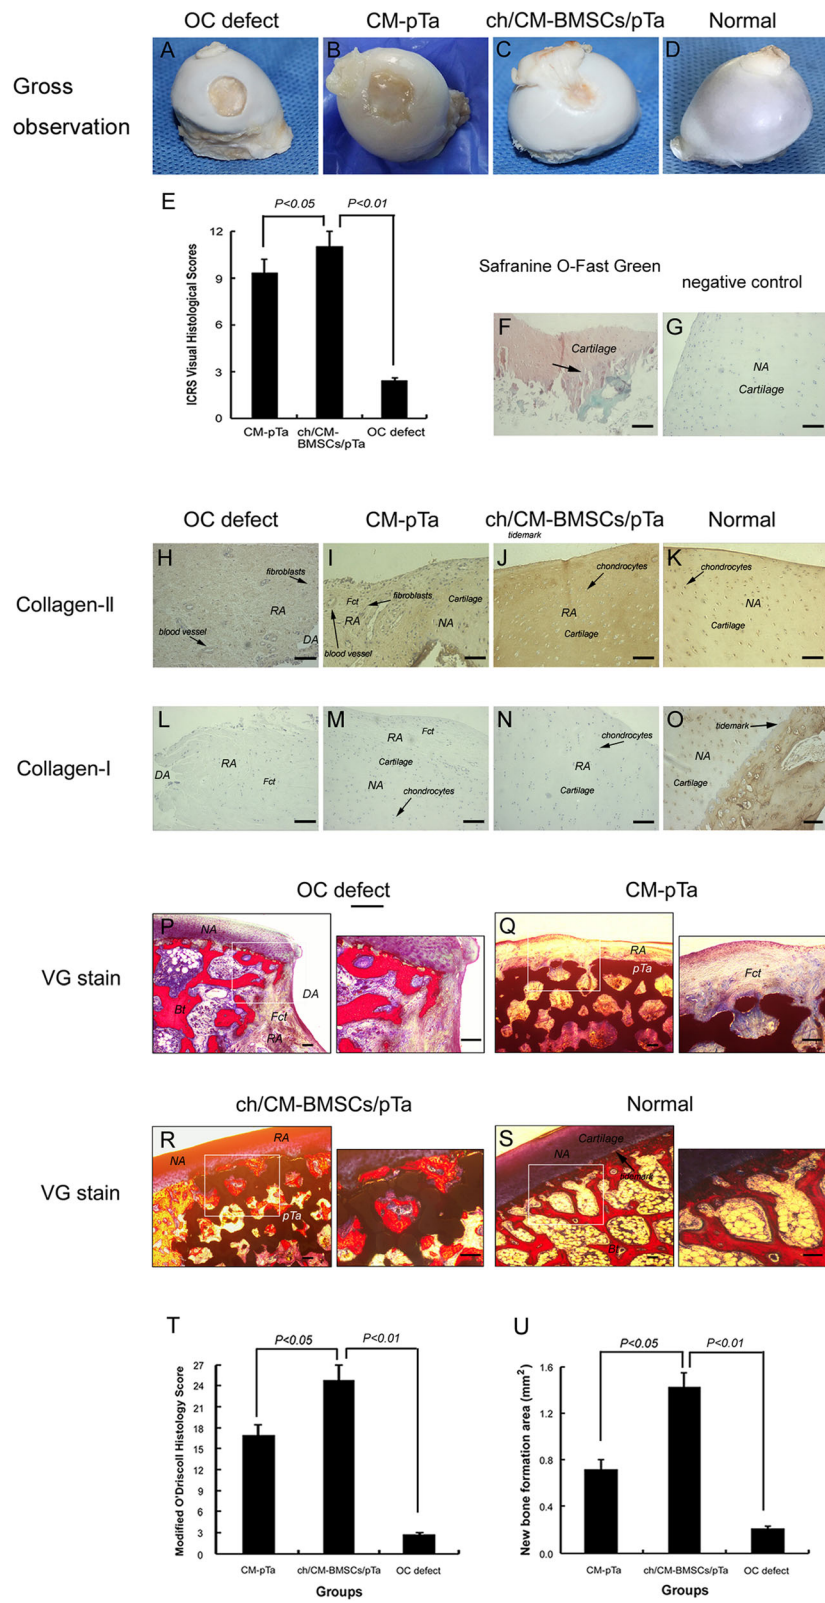 OC defect CM-pTa ch/CM-BMSCs/pTa Normal
Gross
observation
A B C D
E
P<0.05 P<0.01
ICRS Visual Histological Scores
12
9
6
3
0
CM-pTa ch/CM-BMSCs/pTa OC defect
Safranine O-Fast Green
negative control
F Cartilage
G NA Cartilage
OC defect CM-pTa ch/CM-BMSCs/pTa Normal
tidemark
Collagen-II
H fibroblasts RA blood vessel DA
I Fct fibroblasts Cartilage RA NA blood vessel
J chondrocytes RA Cartilage
K chondrocytes NA Cartilage
Collagen-I
L RA DA Fct
M RA Fct Cartilage NA chondrocytes
N chondrocytes RA Cartilage
O tidemark NA Cartilage
OC defect CM-pTa
VG stain
P NA Bt DA Fct RA
Q RA pTa Fct
ch/CM-BMSCs/pTa Normal
VG stain
R RA NA pTa
S Cartilage NA tidemark Bt
T
P<0.05 P<0.01
Modified O'Driscoll Histology Score
27
24
21
18
15
12
9
6
3
0
CM-pTa ch/CM-BMSCs/pTa OC defect
Groups
U
P<0.05 P<0.01
New bone formation area (mm²)
1.6
1.2
0.8
0.4
0.0
CM-pTa ch/CM-BMSCs/pTa OC defect
Groups